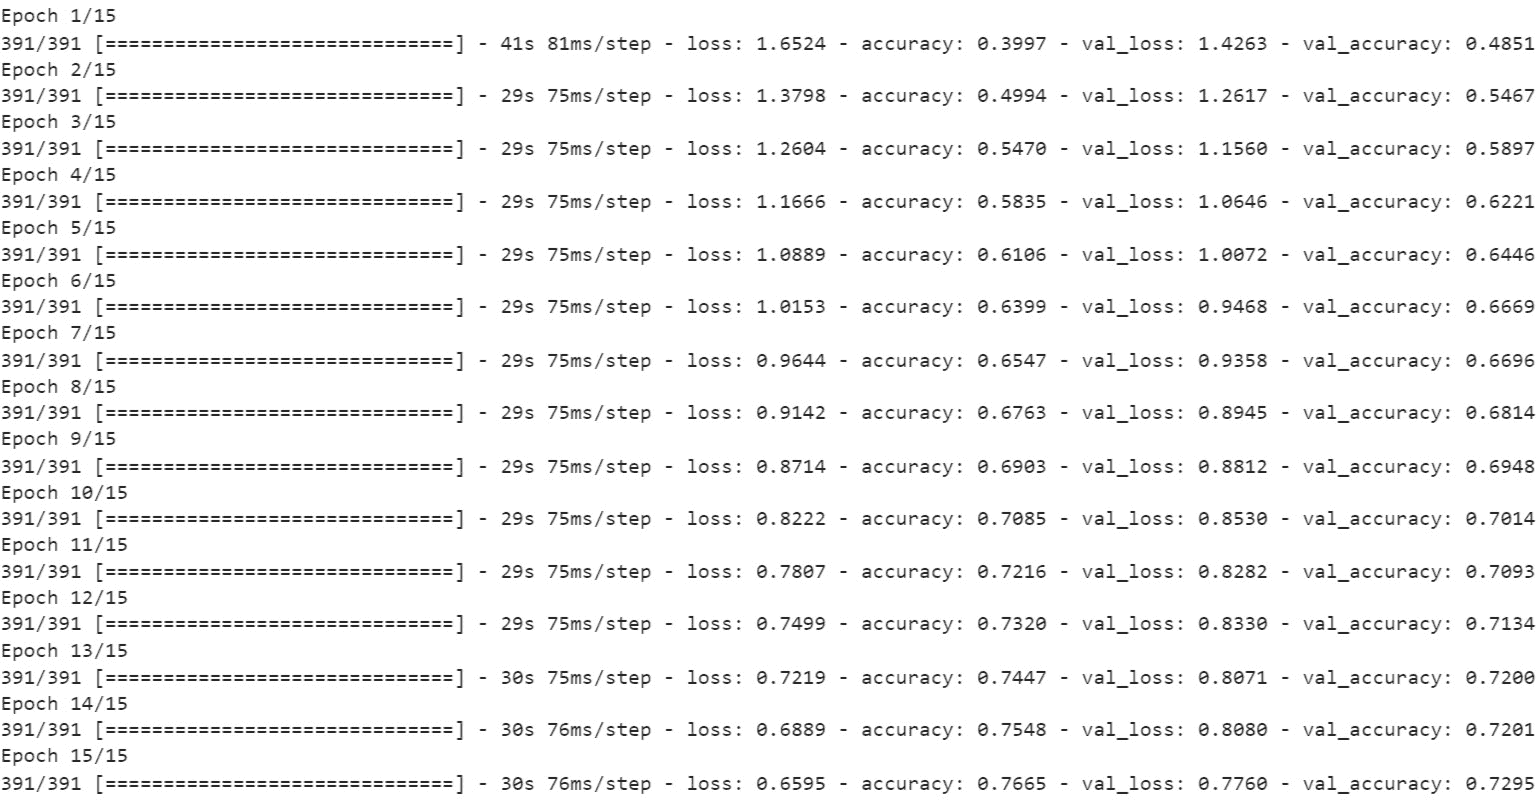 Epoch 1/15
391/391 [==============================] - 41s 81ms/step - loss: 1.6524 - accuracy: 0.3997 - val_loss: 1.4263 - val_accuracy: 0.4851
Epoch 2/15
391/391 [==============================] - 29s 75ms/step - loss: 1.3798 - accuracy: 0.4994 - val_loss: 1.2617 - val_accuracy: 0.5467
Epoch 3/15
391/391 [==============================] - 29s 75ms/step - loss: 1.2604 - accuracy: 0.5470 - val_loss: 1.1560 - val_accuracy: 0.5897
Epoch 4/15
391/391 [==============================] - 29s 75ms/step - loss: 1.1666 - accuracy: 0.5835 - val_loss: 1.0646 - val_accuracy: 0.6221
Epoch 5/15
391/391 [==============================] - 29s 75ms/step - loss: 1.0889 - accuracy: 0.6106 - val_loss: 1.0072 - val_accuracy: 0.6446
Epoch 6/15
391/391 [==============================] - 29s 75ms/step - loss: 1.0153 - accuracy: 0.6399 - val_loss: 0.9468 - val_accuracy: 0.6669
Epoch 7/15
391/391 [==============================] - 29s 75ms/step - loss: 0.9644 - accuracy: 0.6547 - val_loss: 0.9358 - val_accuracy: 0.6696
Epoch 8/15
391/391 [==============================] - 29s 75ms/step - loss: 0.9142 - accuracy: 0.6763 - val_loss: 0.8945 - val_accuracy: 0.6814
Epoch 9/15
391/391 [==============================] - 29s 75ms/step - loss: 0.8714 - accuracy: 0.6903 - val_loss: 0.8812 - val_accuracy: 0.6948
Epoch 10/15
391/391 [==============================] - 29s 75ms/step - loss: 0.8222 - accuracy: 0.7085 - val_loss: 0.8530 - val_accuracy: 0.7014
Epoch 11/15
391/391 [==============================] - 29s 75ms/step - loss: 0.7807 - accuracy: 0.7216 - val_loss: 0.8282 - val_accuracy: 0.7093
Epoch 12/15
391/391 [==============================] - 29s 75ms/step - loss: 0.7499 - accuracy: 0.7320 - val_loss: 0.8330 - val_accuracy: 0.7134
Epoch 13/15
391/391 [==============================] - 30s 75ms/step - loss: 0.7219 - accuracy: 0.7447 - val_loss: 0.8071 - val_accuracy: 0.7200
Epoch 14/15
391/391 [==============================] - 30s 76ms/step - loss: 0.6889 - accuracy: 0.7548 - val_loss: 0.8080 - val_accuracy: 0.7201
Epoch 15/15
391/391 [==============================] - 30s 76ms/step - loss: 0.6595 - accuracy: 0.7665 - val_loss: 0.7760 - val_accuracy: 0.7295